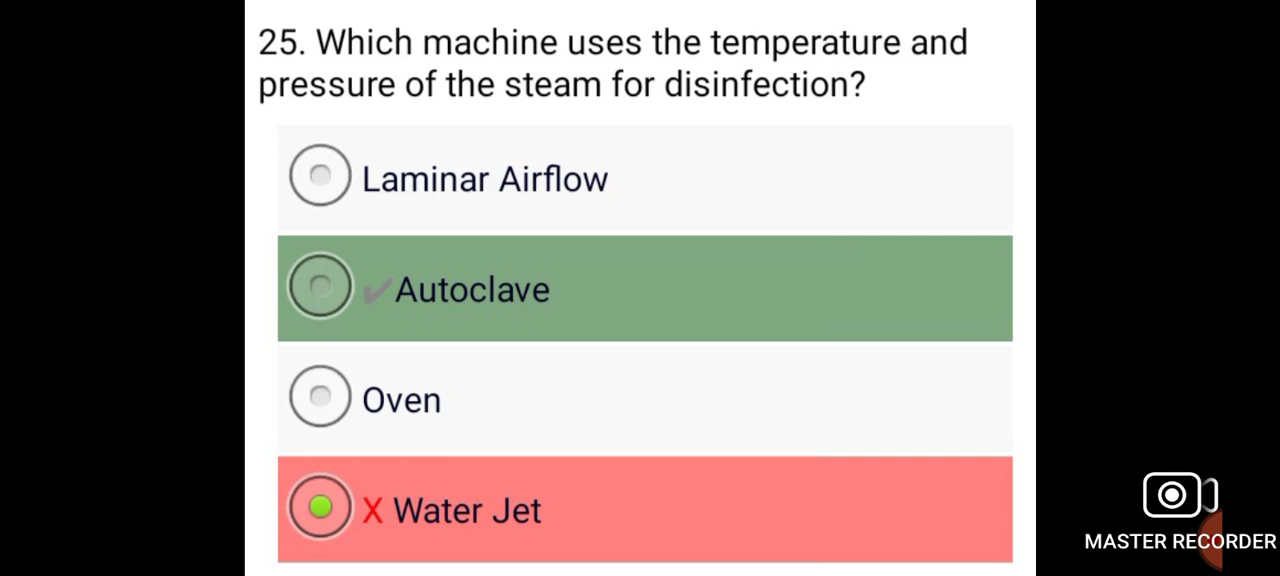 25. Which machine uses the temperature and
pressure of the steam for disinfection?
Laminar Airflow
✔Autoclave
Oven
X Water Jet
MASTER RECORDER